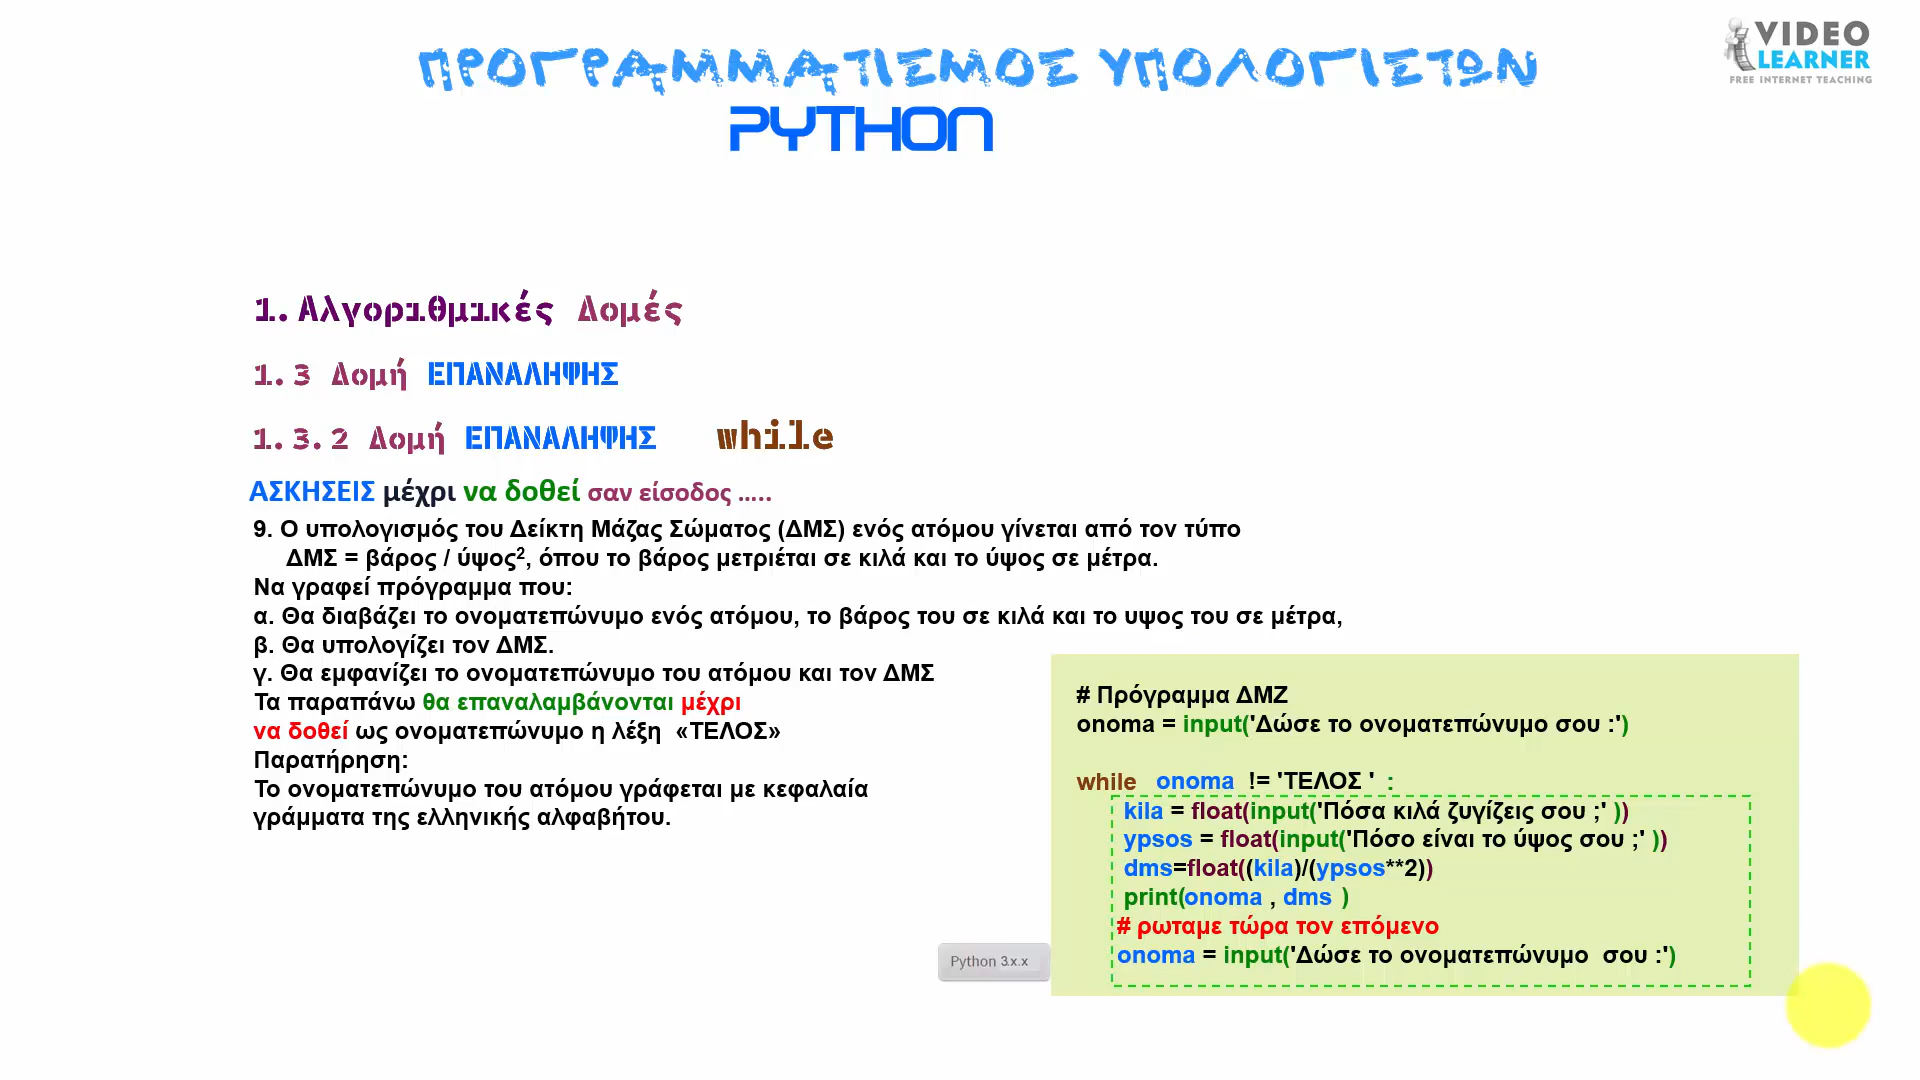 ΠΡΟΓΡΑΜΜΑΤΙΣΜΟΣ ΥΠΟΛΟΓΙΣΤΩΝ
PYTHON
VIDEO
LEARNER
FREE INTERNET TEACHING
1.Αλγοριθμικές Δομές
1.3 Δομή ΕΠΑΝΑΛΗΨΗΣ
1.3.2 Δομή ΕΠΑΝΑΛΗΨΗΣ while
ΑΣΚΗΣΕΙΣ μέχρι να δοθεί σαν είσοδος .....
9. Ο υπολογισμός του Δείκτη Μάζας Σώματος (ΔΜΣ) ενός ατόμου γίνεται από τον τύπο
ΔΜΣ = βάρος / ύψος², όπου το βάρος μετριέται σε κιλά και το ύψος σε μέτρα.
Να γραφεί πρόγραμμα που:
α. Θα διαβάζει το ονοματεπώνυμο ενός ατόμου, το βάρος του σε κιλά και το υψος του σε μέτρα,
β. Θα υπολογίζει τον ΔΜΣ.
γ. Θα εμφανίζει το ονοματεπώνυμο του ατόμου και τον ΔΜΣ
Τα παραπάνω θα επαναλαμβάνονται μέχρι
να δοθεί ως ονοματεπώνυμο η λέξη «ΤΕΛΟΣ»
Παρατήρηση:
Το ονοματεπώνυμο του ατόμου γράφεται με κεφαλαία
γράμματα της ελληνικής αλφαβήτου.
# Πρόγραμμα ΔΜΖ
onoma = input('Δώσε το ονοματεπώνυμο σου :')
while onoma != 'ΤΕΛΟΣ ' :
kila = float(input('Πόσα κιλά ζυγίζεις σου ;' ))
ypsos = float(input('Πόσο είναι το ύψος σου ;' ))
dms=float((kila)/(ypsos**2))
print(onoma , dms )
# ρωταμε τώρα τον επόμενο
onoma = input('Δώσε το ονοματεπώνυμο σου :')
Python 3.x.x